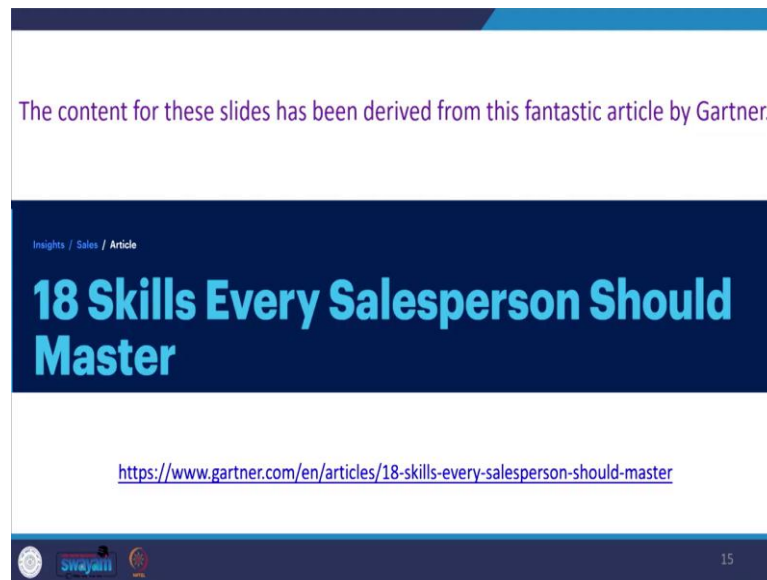 The content for these slides has been derived from this fantastic article by Gartner.
Insights / Sales / Article
18 Skills Every Salesperson Should
Master
https://www.gartner.com/en/articles/18-skills-every-salesperson-should-master
swayam
15